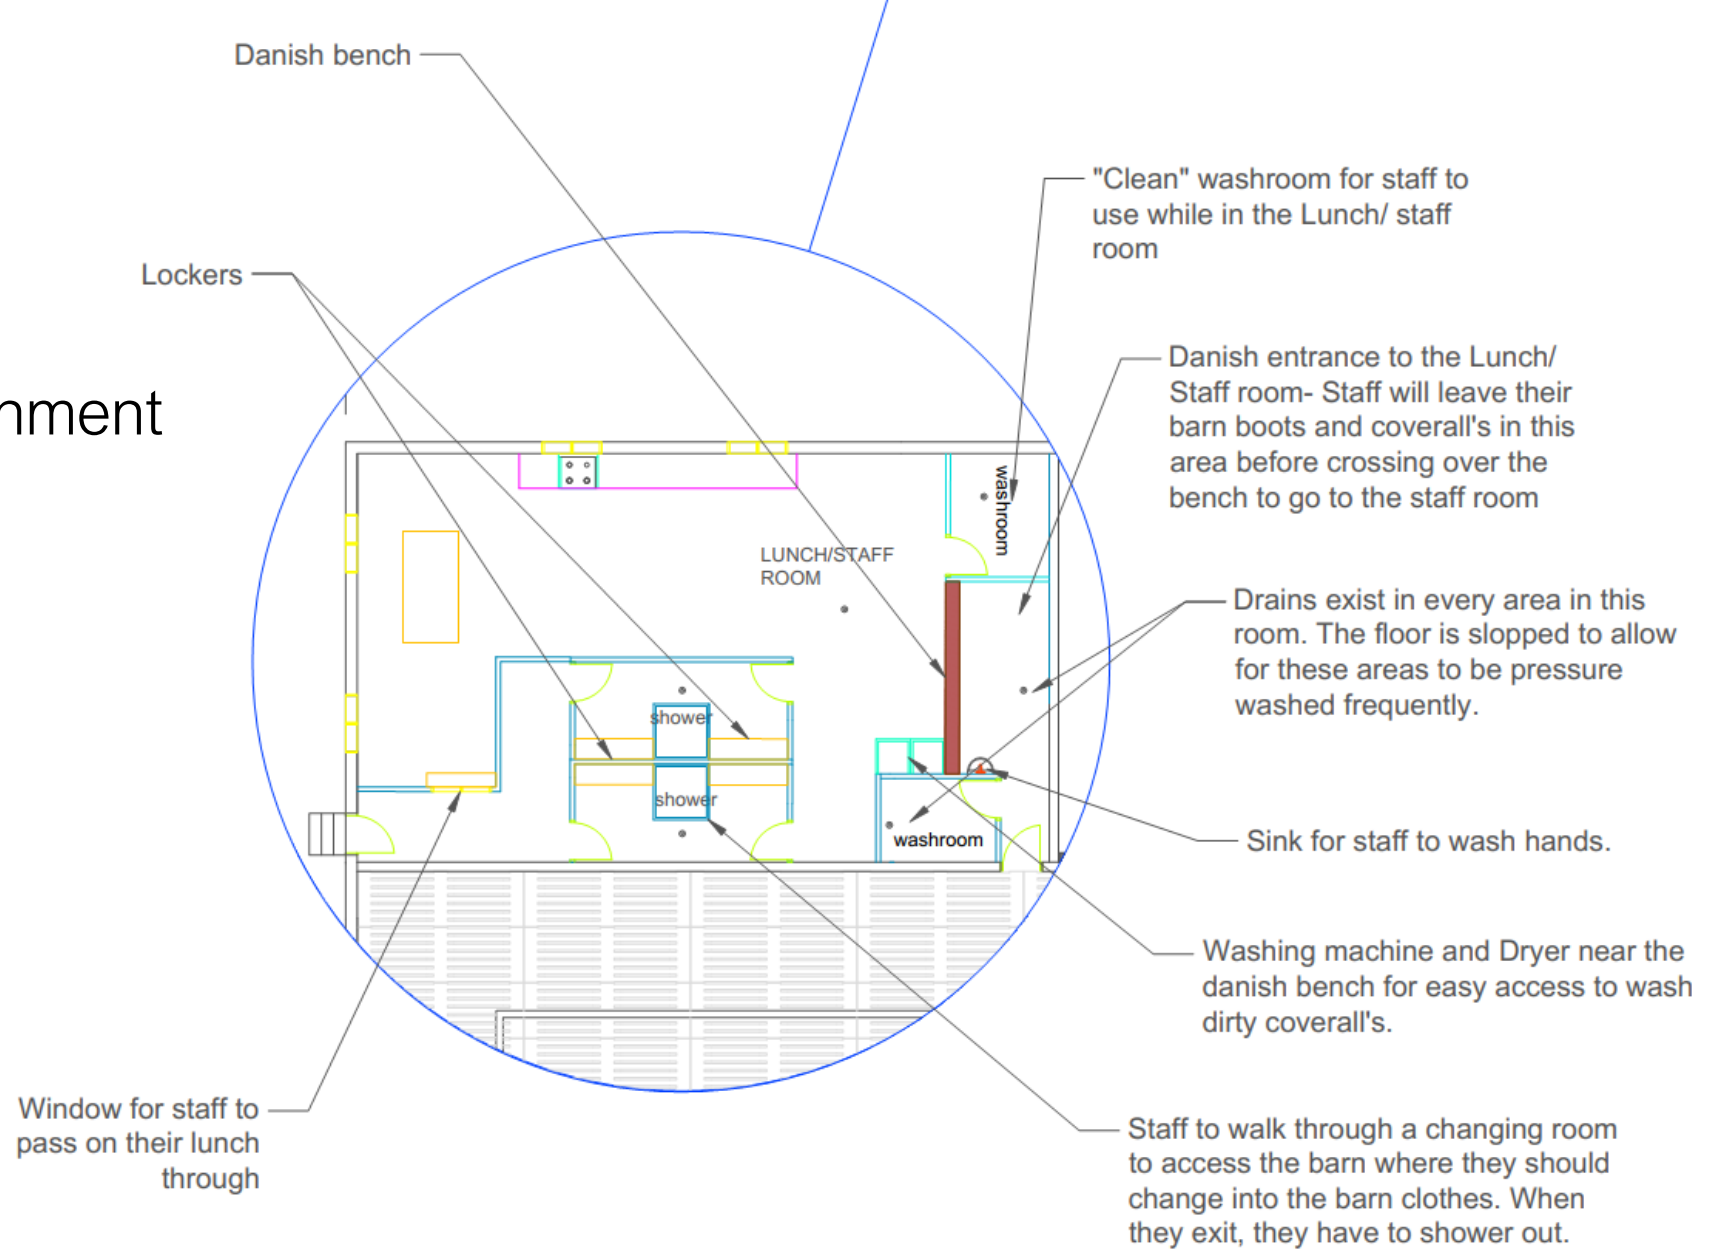 Danish bench
"Clean" washroom for staff to
use while in the Lunch/ staff
room
Lockers
Danish entrance to the Lunch/
Staff room- Staff will leave their
barn boots and coverall's in this
area before crossing over the
bench to go to the staff room
nment
washroom
LUNCH/STAFF
ROOM
Drains exist in every area in this
room. The floor is slopped to allow
for these areas to be pressure
washed frequently.
shower
shower
washroom
Sink for staff to wash hands.
Washing machine and Dryer near the
danish bench for easy access to wash
dirty coverall's.
Window for staff to
pass on their lunch
through
Staff to walk through a changing room
to access the barn where they should
change into the barn clothes. When
they exit, they have to shower out.